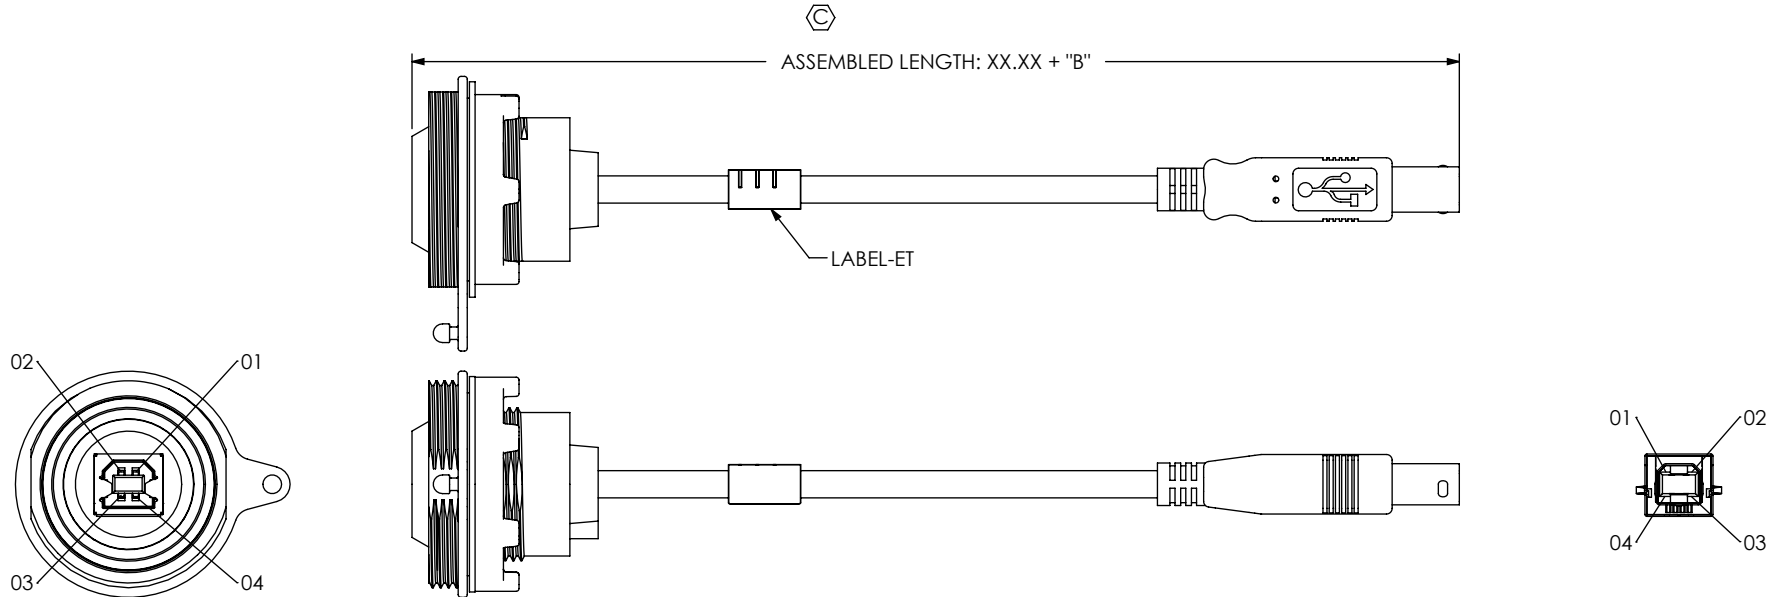 C
ASSEMBLED LENGTH: XX.XX + "B"
LABEL-ET
02
01
03
04
01
02
04
03